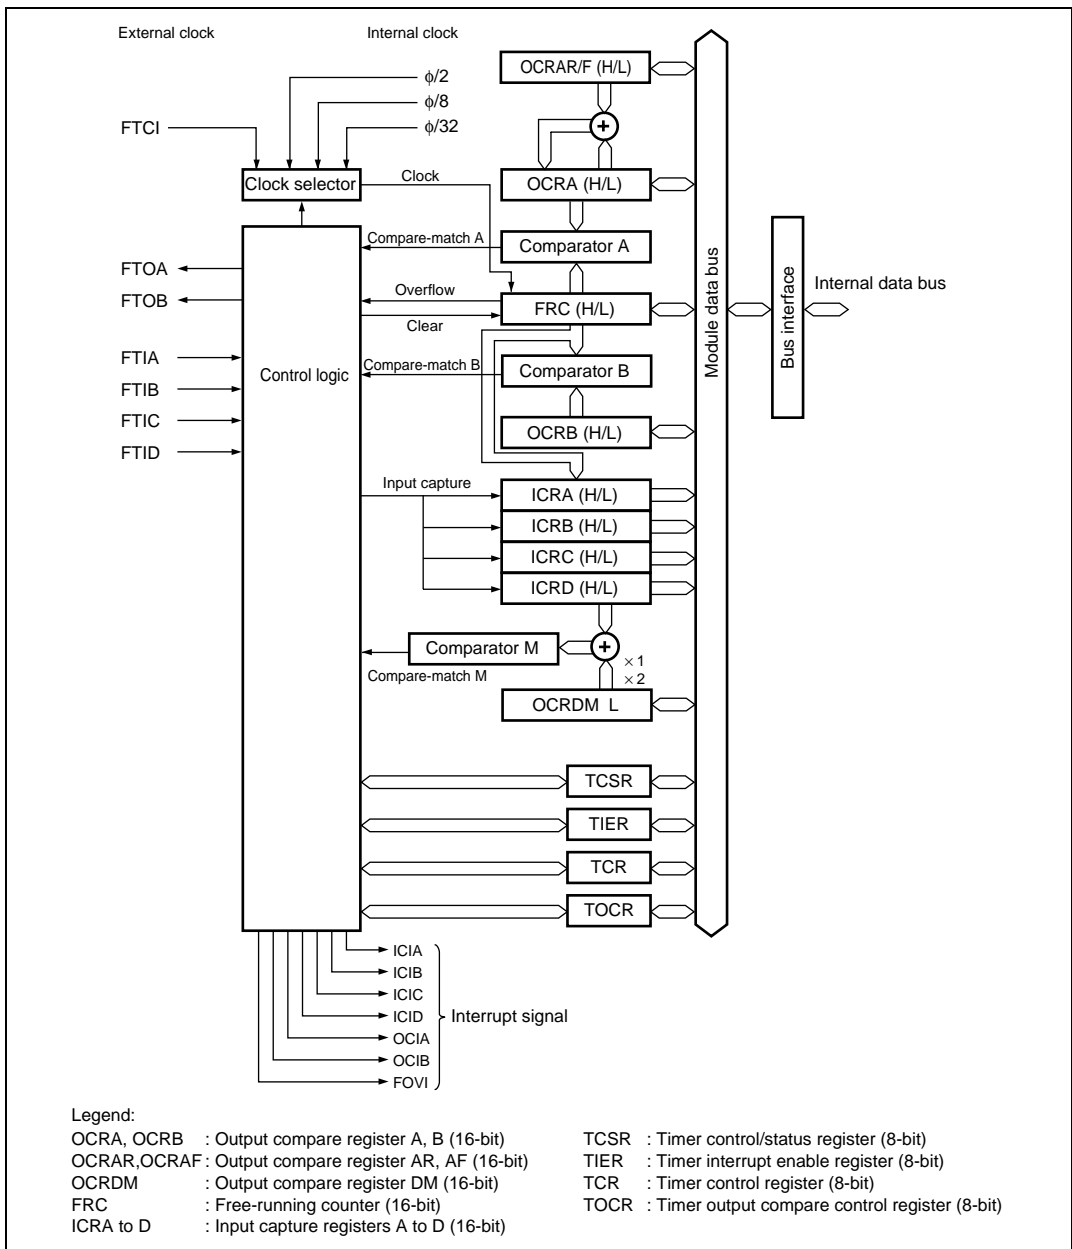 External clock
Internal clock
ϕ/2
ϕ/8
ϕ/32
FTCI
OCRAR/F (H/L)
+
Clock selector
Clock
OCRA (H/L)
Compare-match A
Comparator A
FTOA
FTOB
Overflow
FRC (H/L)
Clear
Module data bus
Bus interface
Internal data bus
FTIA
FTIB
FTIC
FTID
Control logic
Compare-match B
Comparator B
OCRB (H/L)
Input capture
ICRA (H/L)
ICRB (H/L)
ICRC (H/L)
ICRD (H/L)
Comparator M
+
× 1
× 2
Compare-match M
OCRDM L
TCSR
TIER
TCR
TOCR
ICIA
ICIB
ICIC
ICID
OCIA
OCIB
FOVI
Interrupt signal
Legend:
OCRA, OCRB : Output compare register A, B (16-bit)
OCRAR,OCRAF : Output compare register AR, AF (16-bit)
OCRDM : Output compare register DM (16-bit)
FRC : Free-running counter (16-bit)
ICRA to D : Input capture registers A to D (16-bit)
TCSR : Timer control/status register (8-bit)
TIER : Timer interrupt enable register (8-bit)
TCR : Timer control register (8-bit)
TOCR : Timer output compare control register (8-bit)